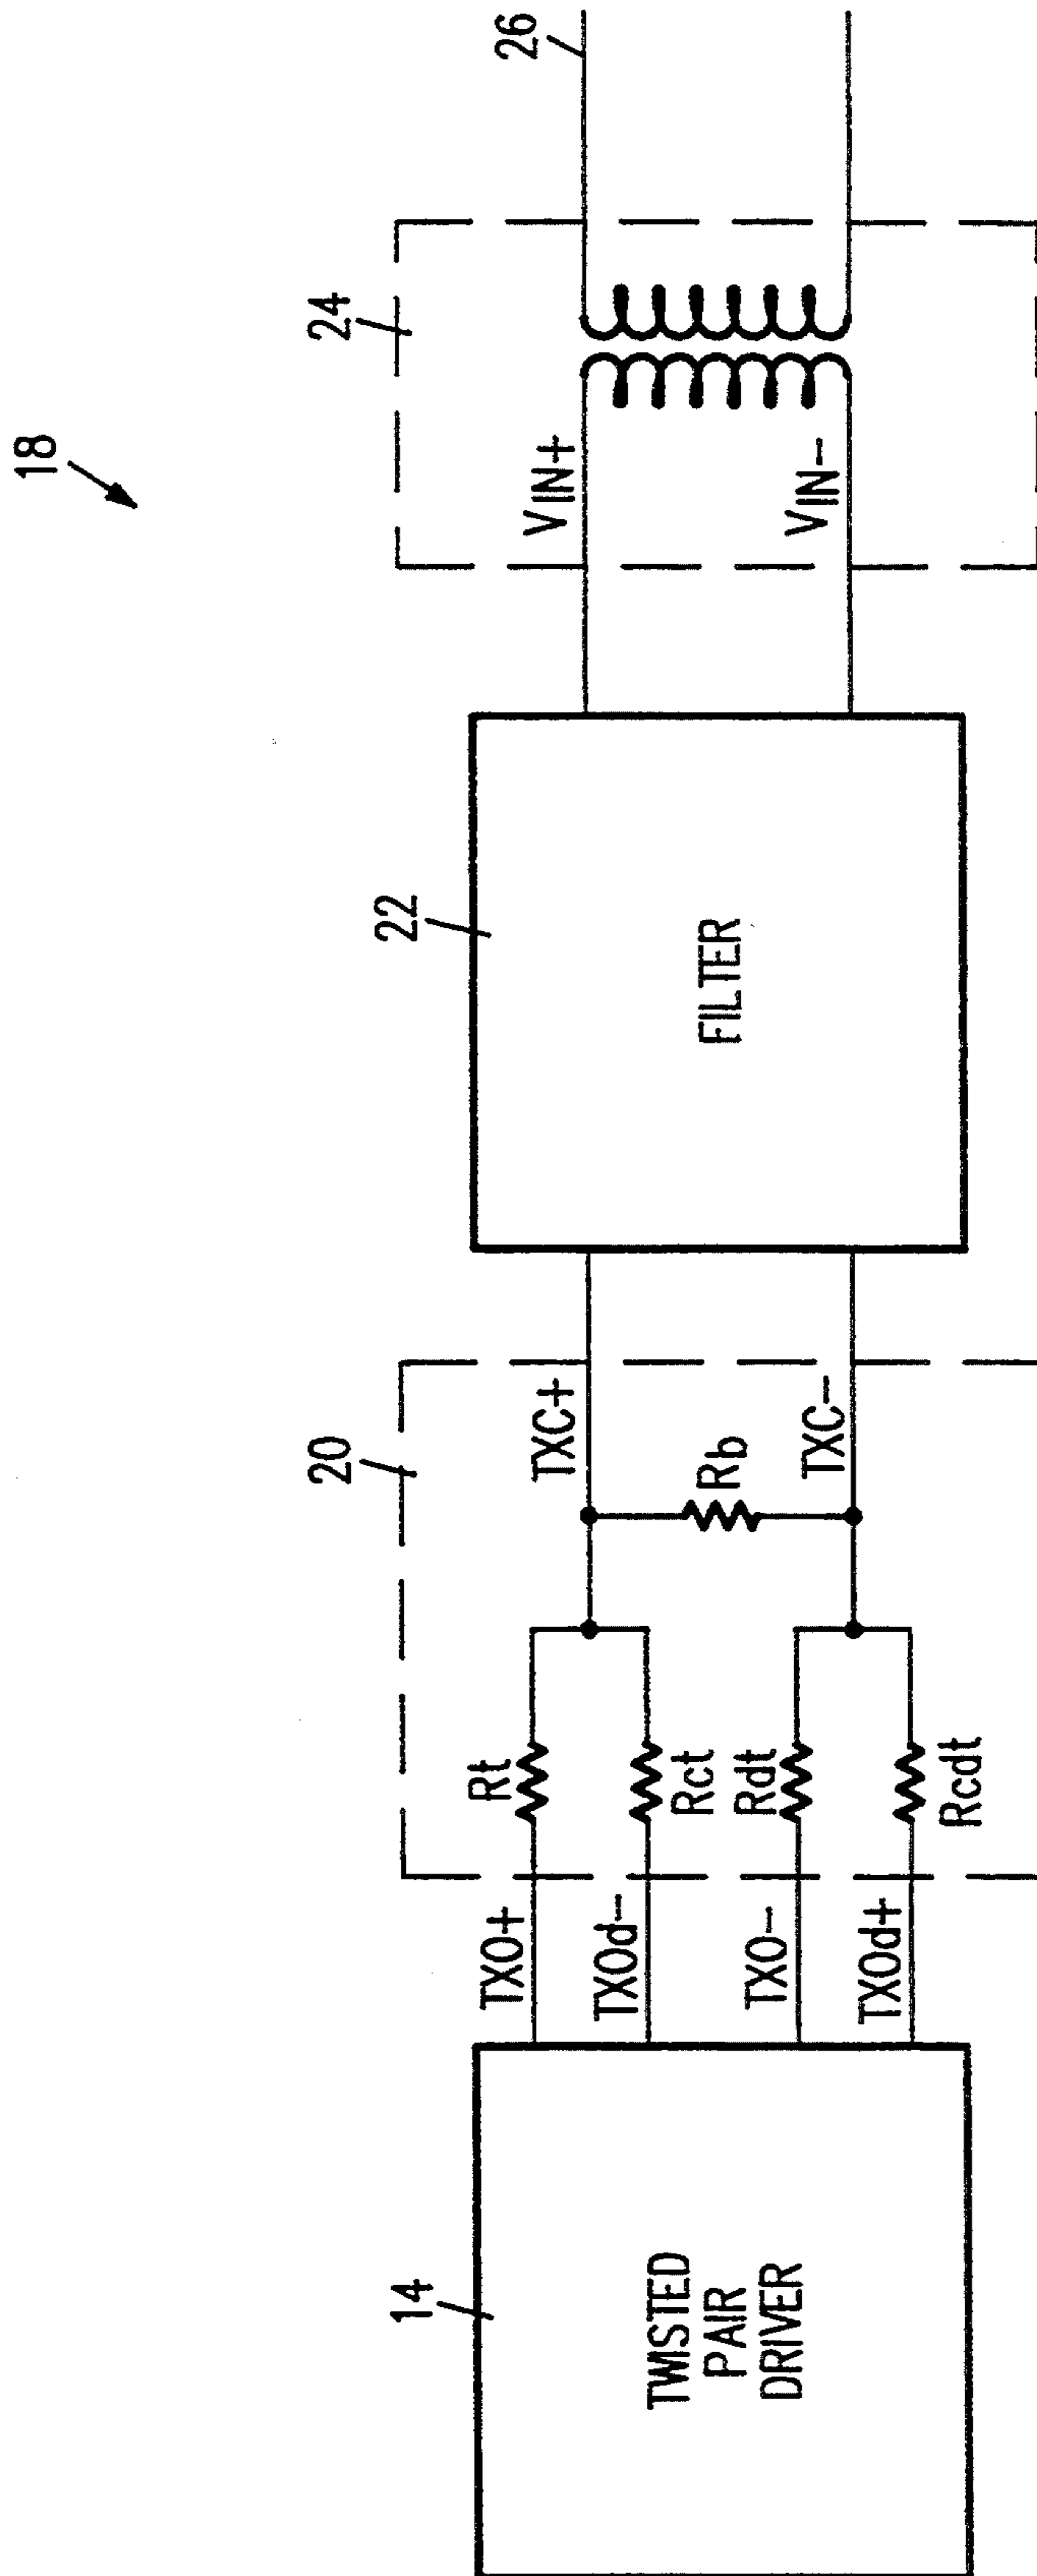 18
14
TWISTED
PAIR
DRIVER
TXO+
TXOd-
TXO-
TXOd+
20
Rt
Rct
Rdt
Rcdt
Rb
TXC+
TXC-
22
FILTER
24
VIN+
VIN-
26